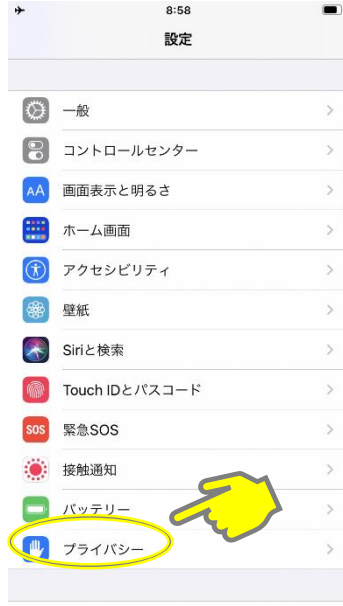 8:58
設定
一般
コントロールセンター
AA 画面表示と明るさ
ホーム画面
アクセシビリティ
壁紙
Siriと検索
Touch IDとパスコード
SOS 緊急SOS
接触通知
バッテリー
プライバシー